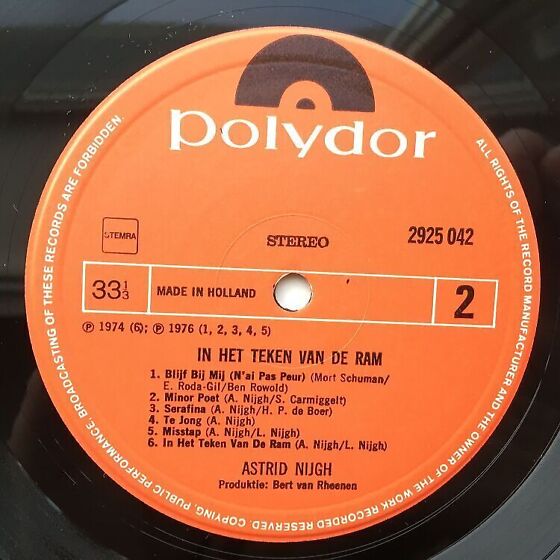 polydor
STEMRA
STEREO
2925 042
33 1/3
MADE IN HOLLAND
2
℗ 1974 (6); ℗ 1976 (1, 2, 3, 4, 5)
IN HET TEKEN VAN DE RAM
1. Blijf Bij Mij (N'ai Pas Peur) (Mort Schuman/
E. Roda-Gil/Ben Rowold)
2. Minor Poet (A. Nijgh/S. Carmiggelt)
3. Serafina (A. Nijgh/H. P. de Boer)
4. Te Jong (A. Nijgh/L. Nijgh)
5. Misstap (A. Nijgh/L. Nijgh)
6. In Het Teken Van De Ram (A. Nijgh/L. Nijgh)
ASTRID NIJGH
Produktie: Bert van Rheenen
ALL RIGHTS OF THE RECORD MANUFACTURER AND OF THE OWNER OF THE WORK RECORDED RESERVED. COPYING, PUBLIC PERFORMANCE, BROADCASTING OF THESE RECORDS ARE FORBIDDEN.